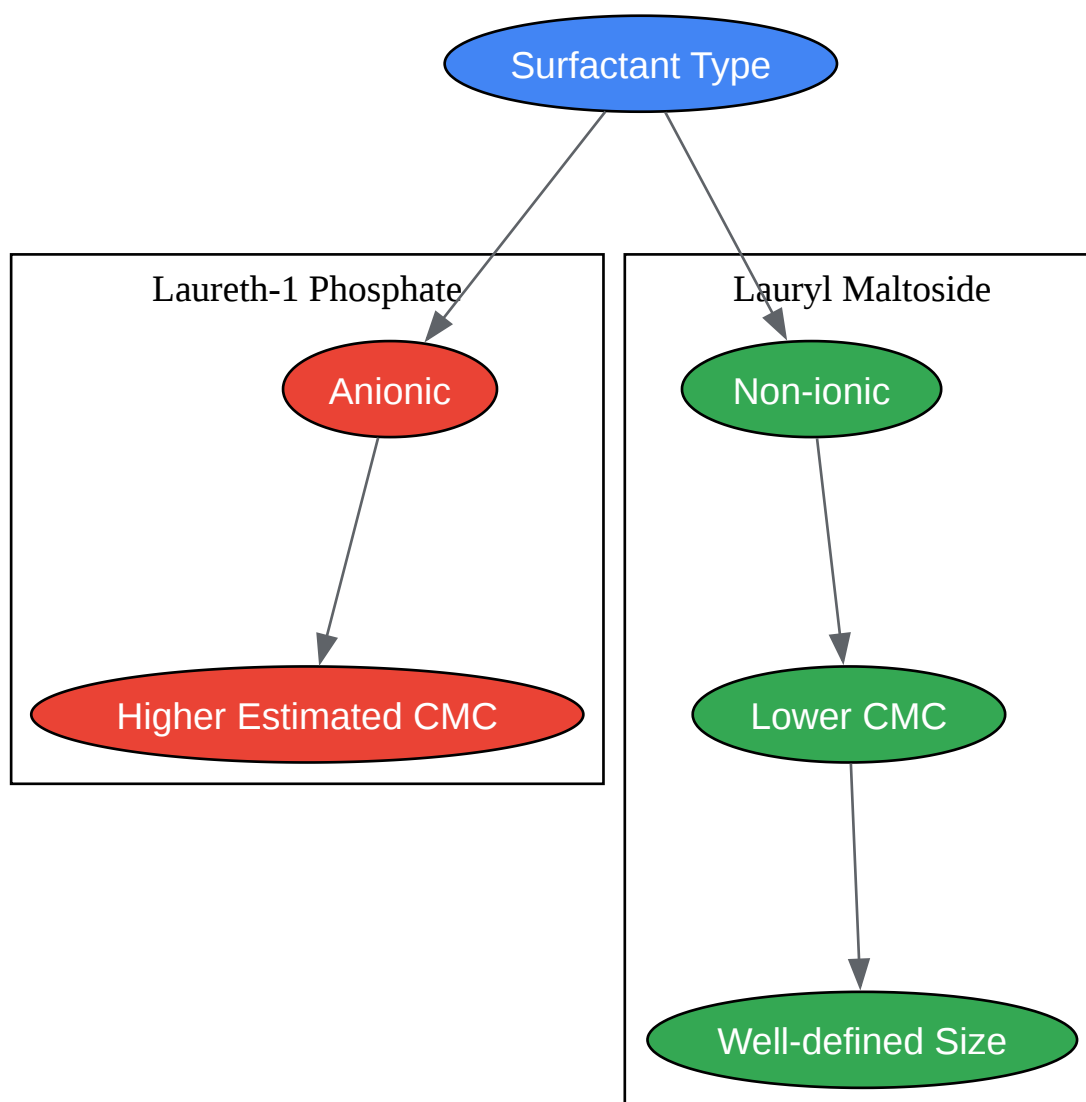 Surfactant Type
Laureth-1 Phosphate
Lauryl Maltoside
Anionic
Non-ionic
Higher Estimated CMC
Lower CMC
Well-defined Size